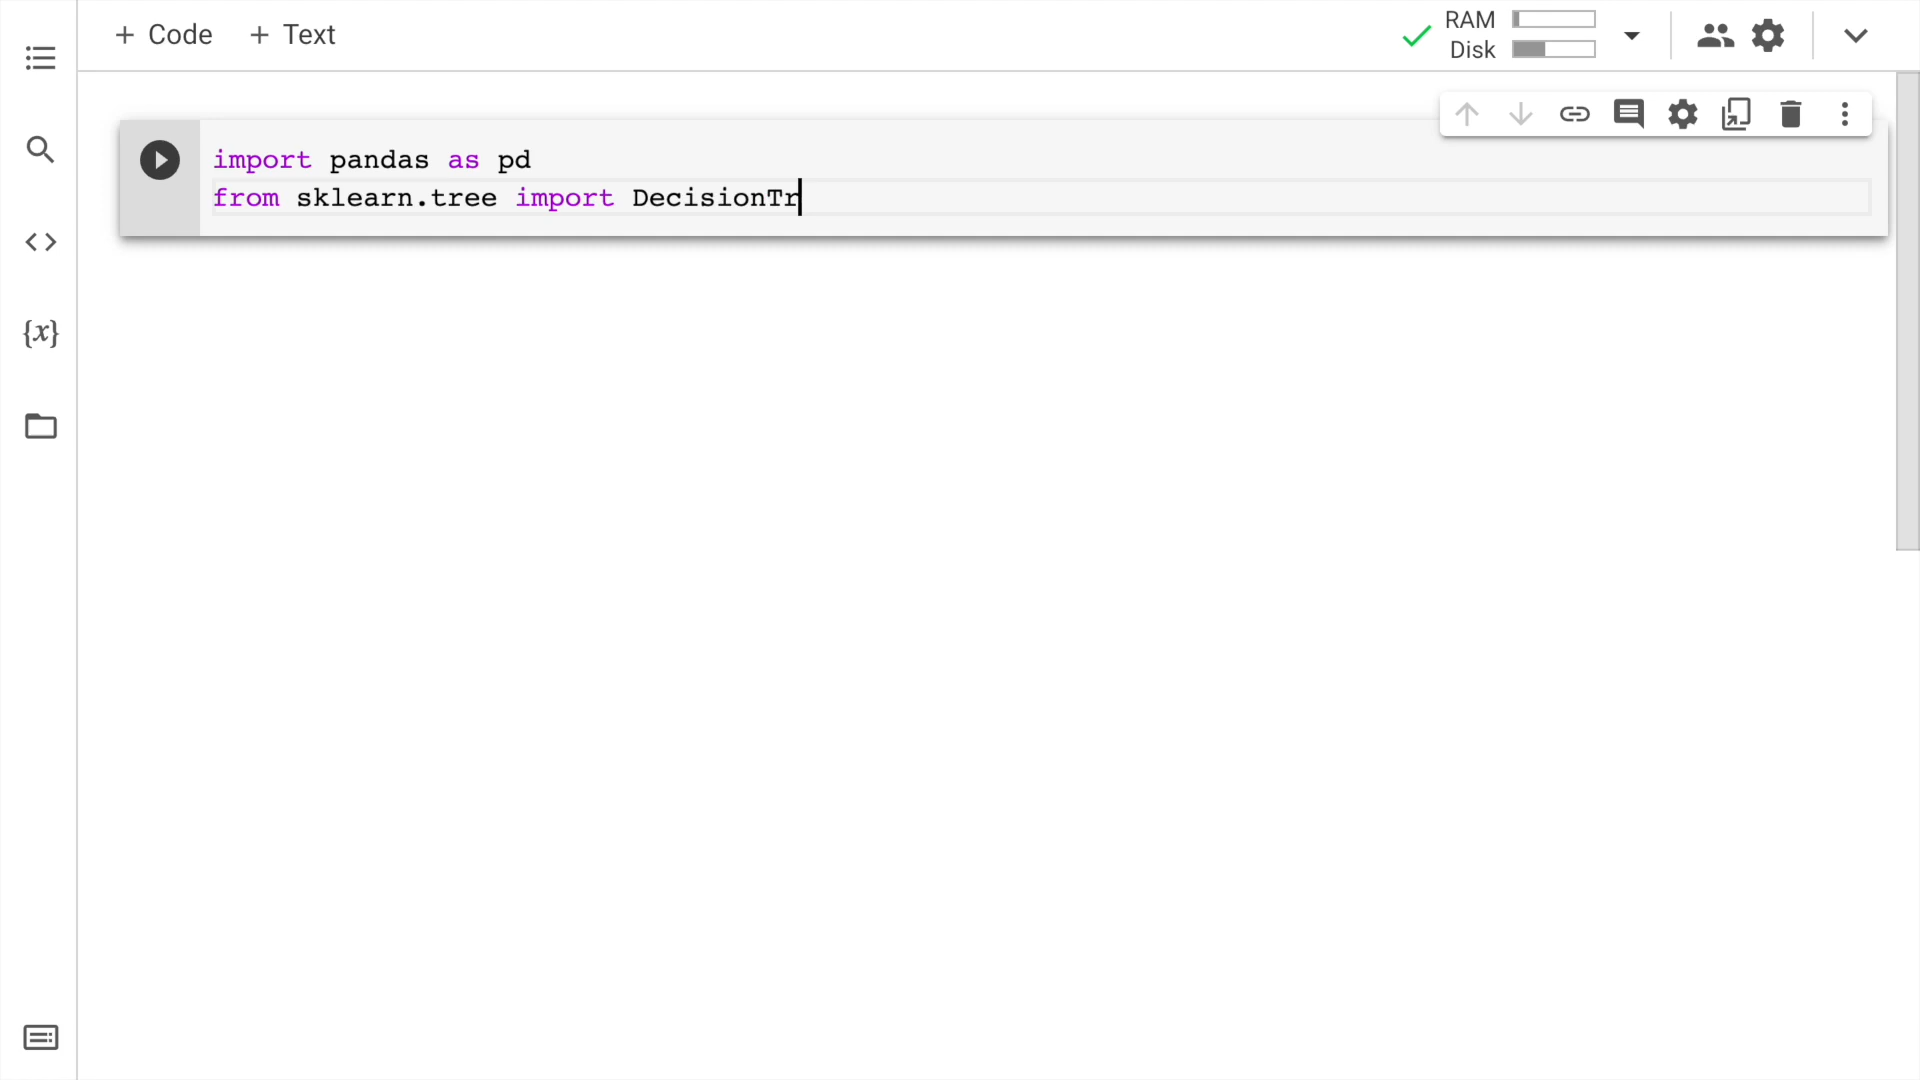 + Code + Text
RAM
Disk
import pandas as pd
from sklearn.tree import DecisionTr
{x}